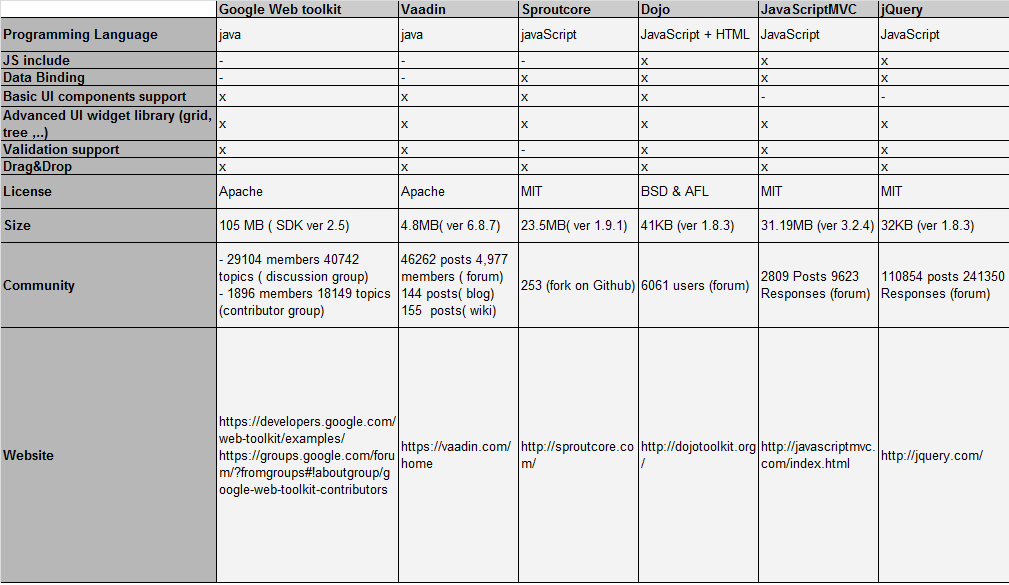 Google Web toolkit Vaadin Sproutcore Dojo JavaScriptMVC jQuery
Programming Language java java javaScript JavaScript + HTML JavaScript JavaScript
JS include - - - x x x
Data Binding - - x x x x
Basic UI components support x x x x - -
Advanced UI widget library (grid,
tree ,..) x x x x x x
Validation support x x - x x x
Drag&Drop x x x x x x
License Apache Apache MIT BSD & AFL MIT MIT
Size 105 MB ( SDK ver 2.5) 4.8MB( ver 6.8.7) 23.5MB( ver 1.9.1) 41KB (ver 1.8.3) 31.19MB (ver 3.2.4) 32KB (ver 1.8.3)
Community
- 29104 members 40742
topics ( discussion group)
- 1896 members 18149 topics
(contributor group)
46262 posts 4,977
members ( forum)
144 posts( blog)
155  posts( wiki)
253 (fork on Github)
6061 users (forum)
2809 Posts 9623
Responses (forum)
110854 posts 241350
Responses (forum)
Website
https://developers.google.com/
web-toolkit/examples/
https://groups.google.com/foru
m/?fromgroups#!aboutgroup/g
oogle-web-toolkit-contributors
https://vaadin.com/
home
http://sproutcore.co
m/
http://dojotoolkit.org
/
http://javascriptmvc.
com/index.html
http://jquery.com/